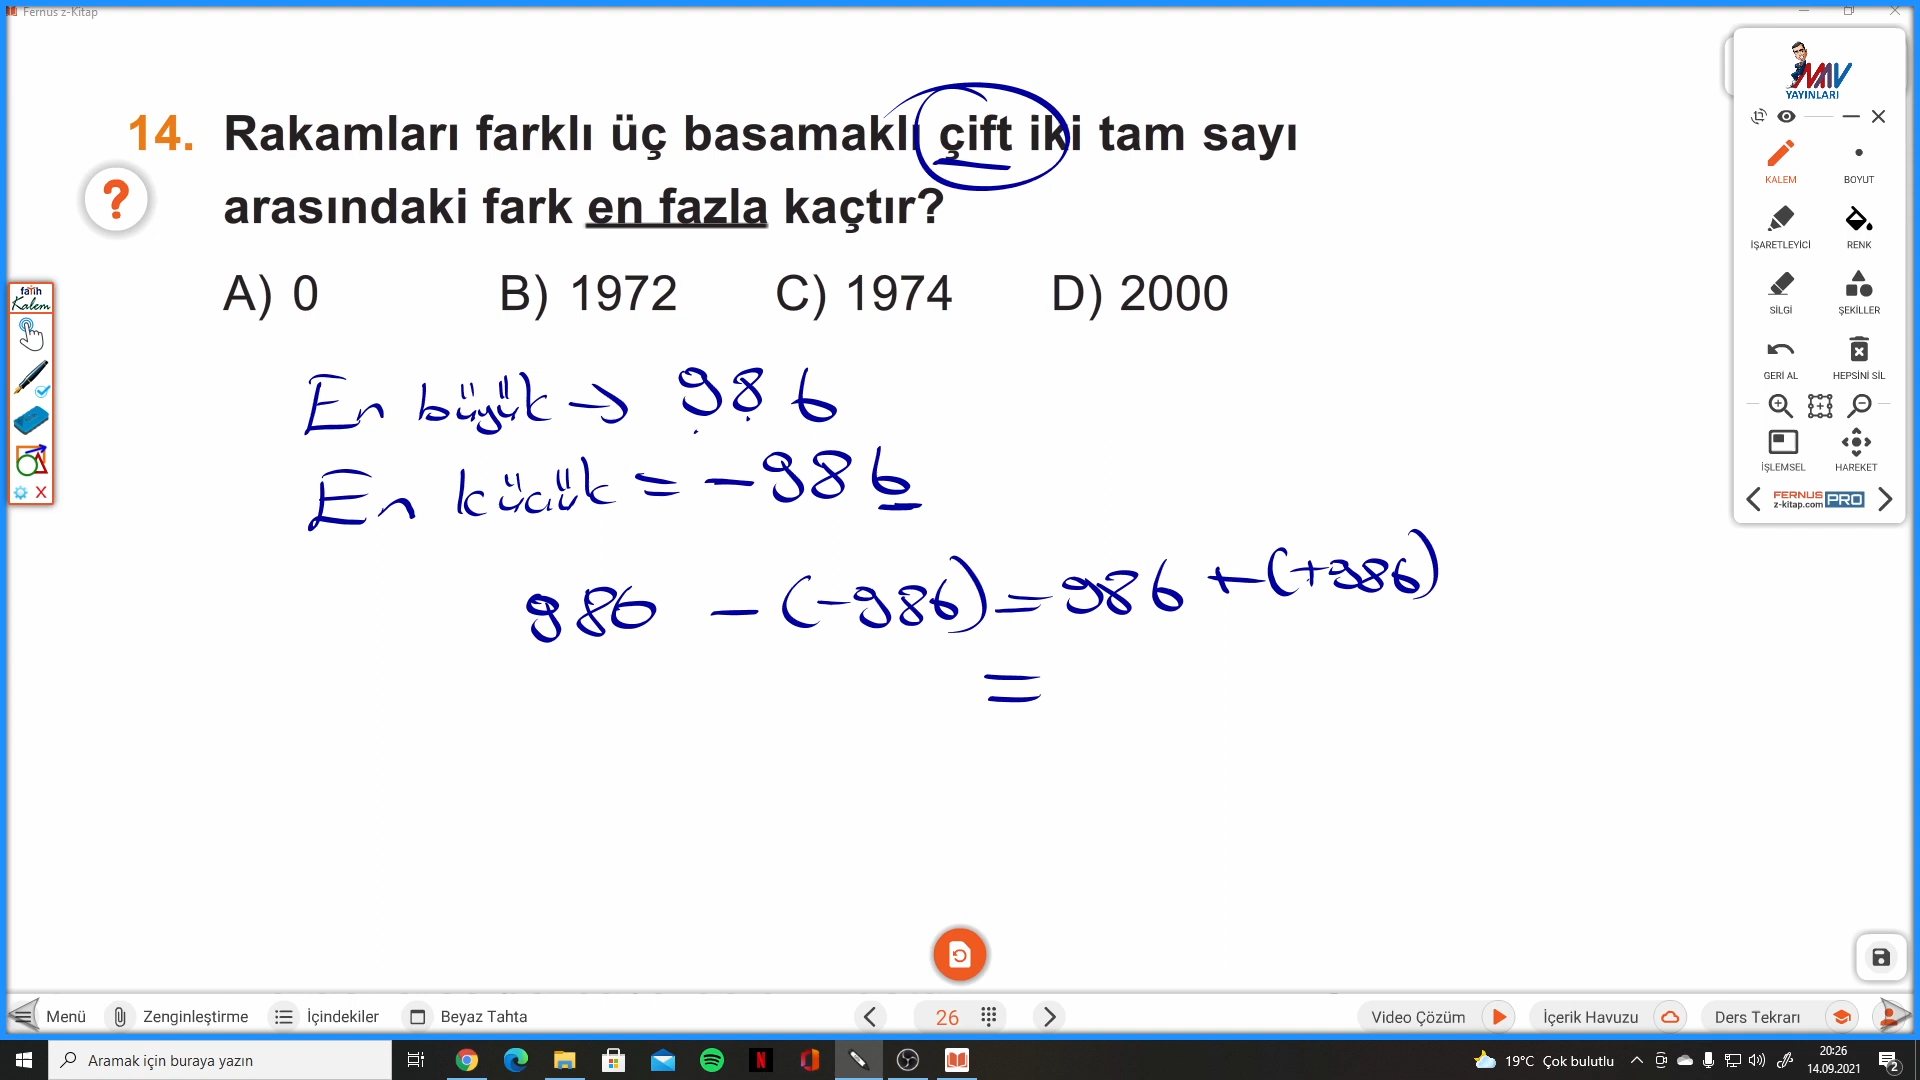 Fernus z-Kitap
14. Rakamları farklı üç basamaklı çift iki tam sayı
arasındaki fark en fazla kaçtır?
?
A) 0 B) 1972 C) 1974 D) 2000
En büyük → 986
En küçük = -986
986 - (-986) = 986 + (+986)
=
fatih
Kalem
MAV
YAYINLARI
KALEM BOYUT
İŞARETLEYİCİ RENK
SİLGİ ŞEKİLLER
GERİ AL HEPSİNİ SİL
İŞLEMSEL HAREKET
FERNUS PRO
z-kitap.com
Menü Zenginleştirme İçindekiler Beyaz Tahta 26 Video Çözüm İçerik Havuzu Ders Tekrarı
Aramak için buraya yazın 19°C Çok bulutlu 20:26
14.09.2021 2